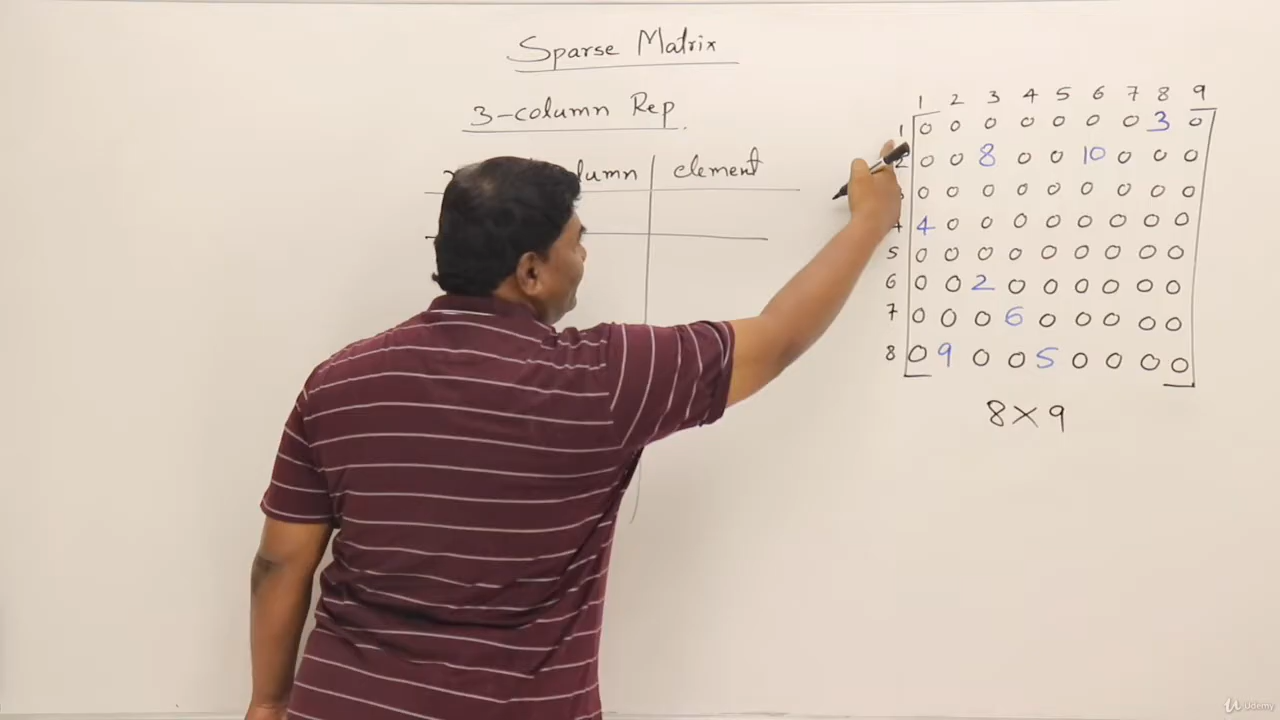 Sparse Matrix
3-column Rep.
element
1 2 3 4 5 6 7 8 9
1 0 0 0 0 0 0 0 3 0
2 0 0 8 0 0 10 0 0 0
0 0 0 0 0 0 0 0 0
4 4 0 0 0 0 0 0 0 0
5 0 0 0 0 0 0 0 0 0
6 0 0 2 0 0 0 0 0 0
7 0 0 0 6 0 0 0 0 0
8 0 9 0 0 5 0 0 0 0
8×9
Udemy